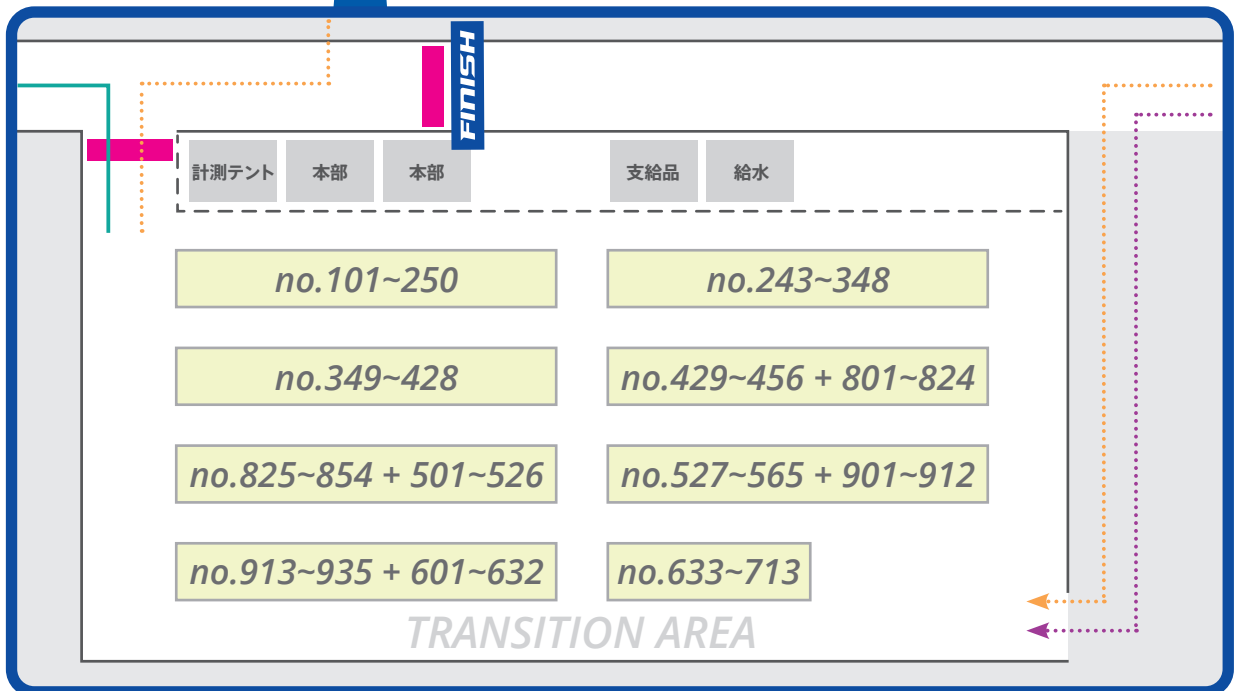 FINISH
計測テント
本部
本部
支給品
給水
no.101~250
no.243~348
no.349~428
no.429~456 + 801~824
no.825~854 + 501~526
no.527~565 + 901~912
no.913~935 + 601~632
no.633~713
TRANSITION AREA